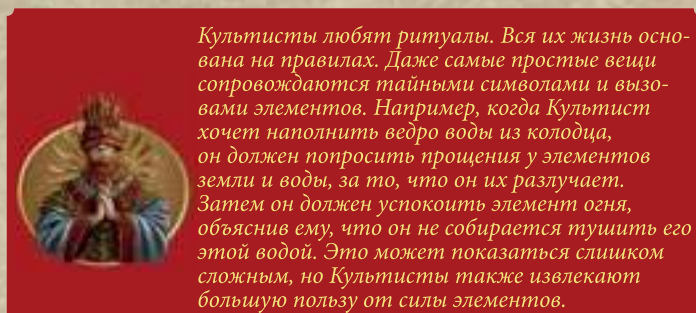 Культисты любят ритуалы. Вся их жизнь осно-
вана на правилах. Даже самые простые вещи
сопровождаются тайными символами и вызо-
вами элементов. Например, когда Культист
хочет наполнить ведро воды из колодца,
он должен попросить прощения у элементов
земли и воды, за то, что он их разлучает.
Затем он должен успокоить элемент огня,
объяснив ему, что он не собирается тушить его
этой водой. Это может показаться слишком
сложным, но Культисты также извлекают
большую пользу от силы элементов.